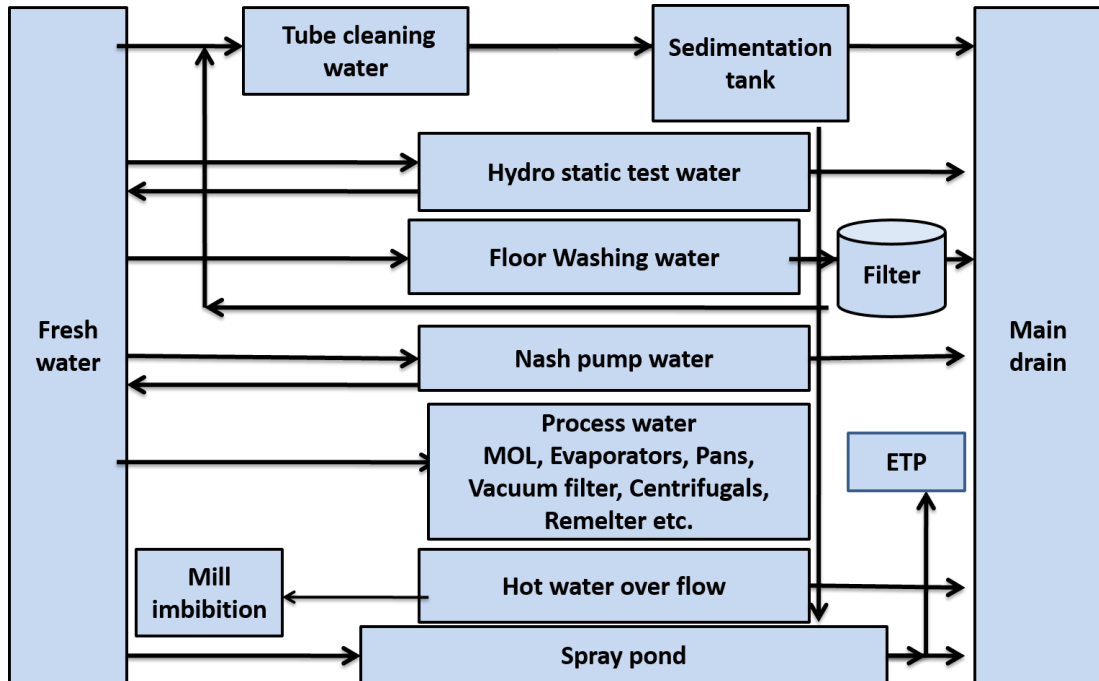 Tube cleaning
water
Sedimentation
tank
Hydro static test water
Floor Washing water
Filter
Fresh
water
Nash pump water
Main
drain
Process water
MOL, Evaporators, Pans,
Vacuum filter, Centrifugals,
Remelter etc.
ETP
Mill
imbibition
Hot water over flow
Spray pond